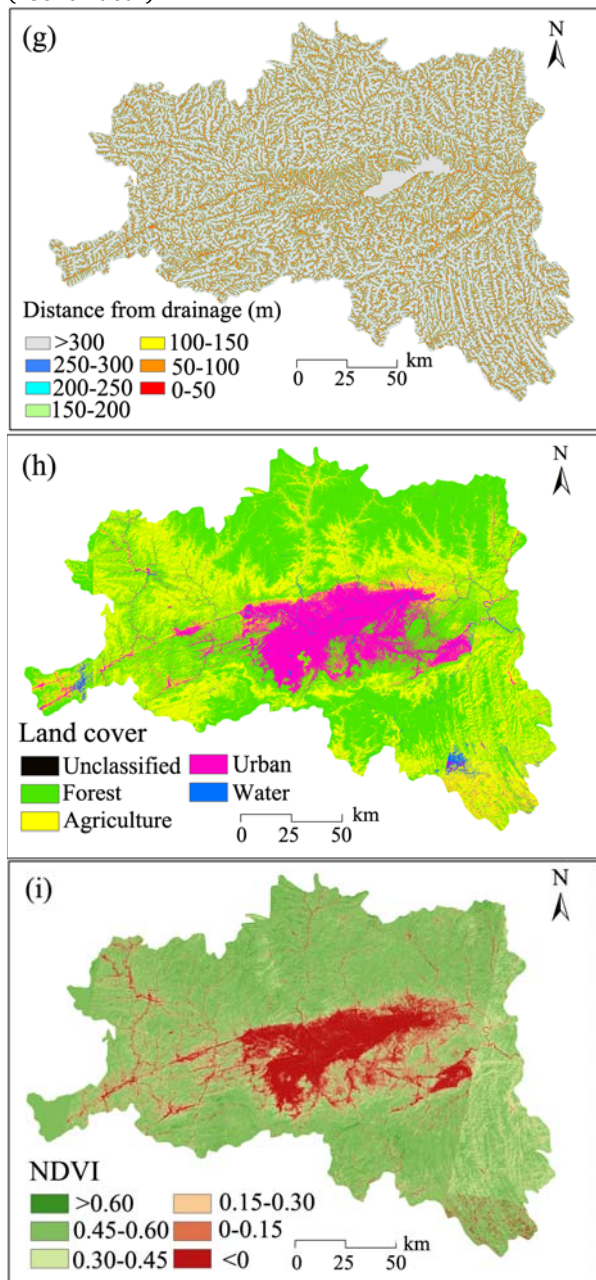 (g)
N
Distance from drainage (m)
>300
100-150
250-300
50-100
200-250
0-50
150-200
km
0 25 50
(h)
N
Land cover
Unclassified
Urban
Forest
Water
Agriculture
km
0 25 50
(i)
N
NDVI
>0.60
0.15-0.30
0.45-0.60
0-0.15
0.30-0.45
<0
km
0 25 50